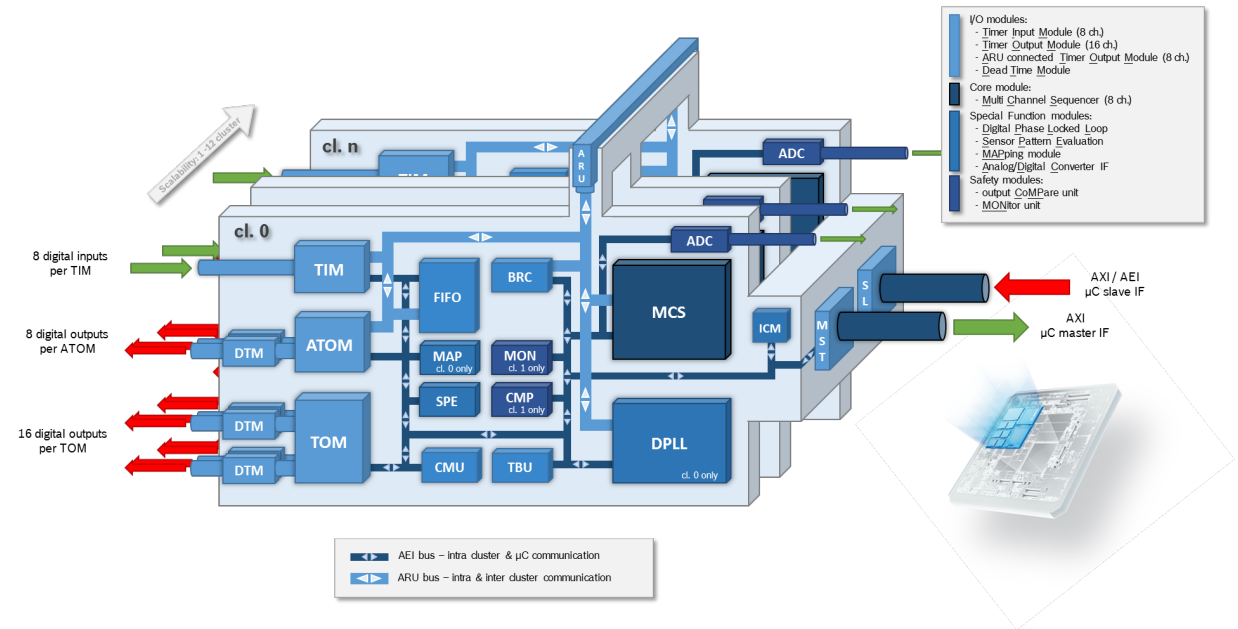 I/O modules:
- Timer Input Module (8 ch.)
- Timer Output Module (16 ch.)
- ARU connected Timer Output Module (8 ch.)
- Dead Time Module
Core module:
- Multi Channel Sequencer (8 ch.)
Special Function modules:
- Digital Phase Locked Loop
- Sensor Pattern Evaluation
- MAPping module
- Analog/Digital Converter IF
Safety modules:
- output CoMPare unit
- MONitor unit
Scalability: 1 -12 cluster
cl. n
TIM
ADC
ARU
cl. 0
8 digital inputs
per TIM
TIM
FIFO
BRC
ADC
MCS
ICM
MST
SL
AXI / AEI
µC slave IF
AXI
µC master IF
8 digital outputs
per ATOM
DTM
ATOM
MAP
cl. 0 only
MON
cl. 1 only
SPE
CMP
cl. 1 only
16 digital outputs
per TOM
DTM
DTM
TOM
CMU
TBU
DPLL
cl. 0 only
AEI bus – intra cluster & µC communication
ARU bus – intra & inter cluster communication